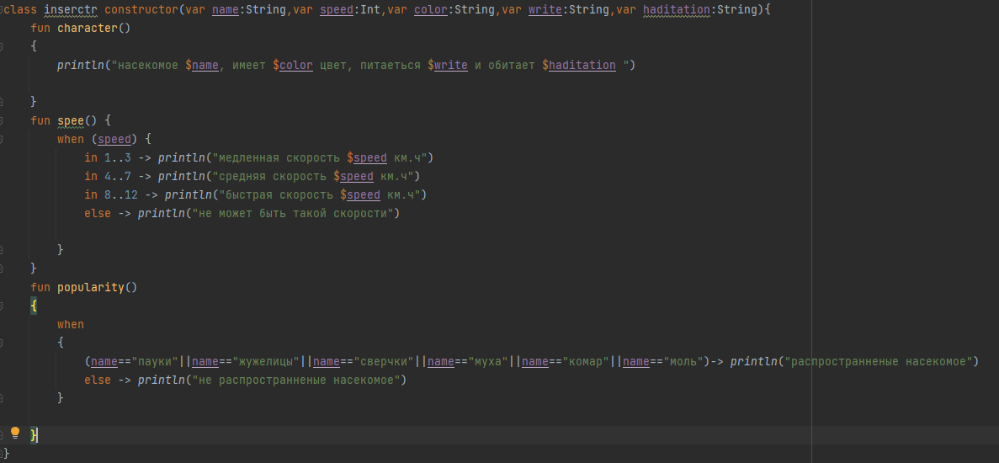 class inserctr constructor(var name:String,var speed:Int,var color:String,var write:String,var haditation:String){
fun character()
{
println("насекомое $name, имеет $color цвет, питаеться $write и обитает $haditation ")
}
fun spee() {
when (speed) {
in 1..3 -> println("медленная скорость $speed км.ч")
in 4..7 -> println("средняя скорость $speed км.ч")
in 8..12 -> println("быстрая скорость $speed км.ч")
else -> println("не может быть такой скорости")
}
}
fun popularity()
{
when
{
(name=="пауки"||name=="жужелицы"||name=="сверчки"||name=="муха"||name=="комар"||name=="моль")-> println("распространненые насекомое")
else -> println("не распространненые насекомое")
}
}
}